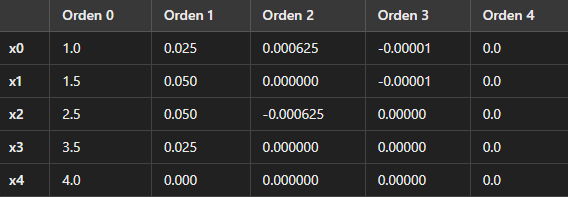 Orden 0 Orden 1 Orden 2 Orden 3 Orden 4
x0 1.0 0.025 0.000625 -0.00001 0.0
x1 1.5 0.050 0.000000 -0.00001 0.0
x2 2.5 0.050 -0.000625 0.00000 0.0
x3 3.5 0.025 0.000000 0.00000 0.0
x4 4.0 0.000 0.000000 0.00000 0.0